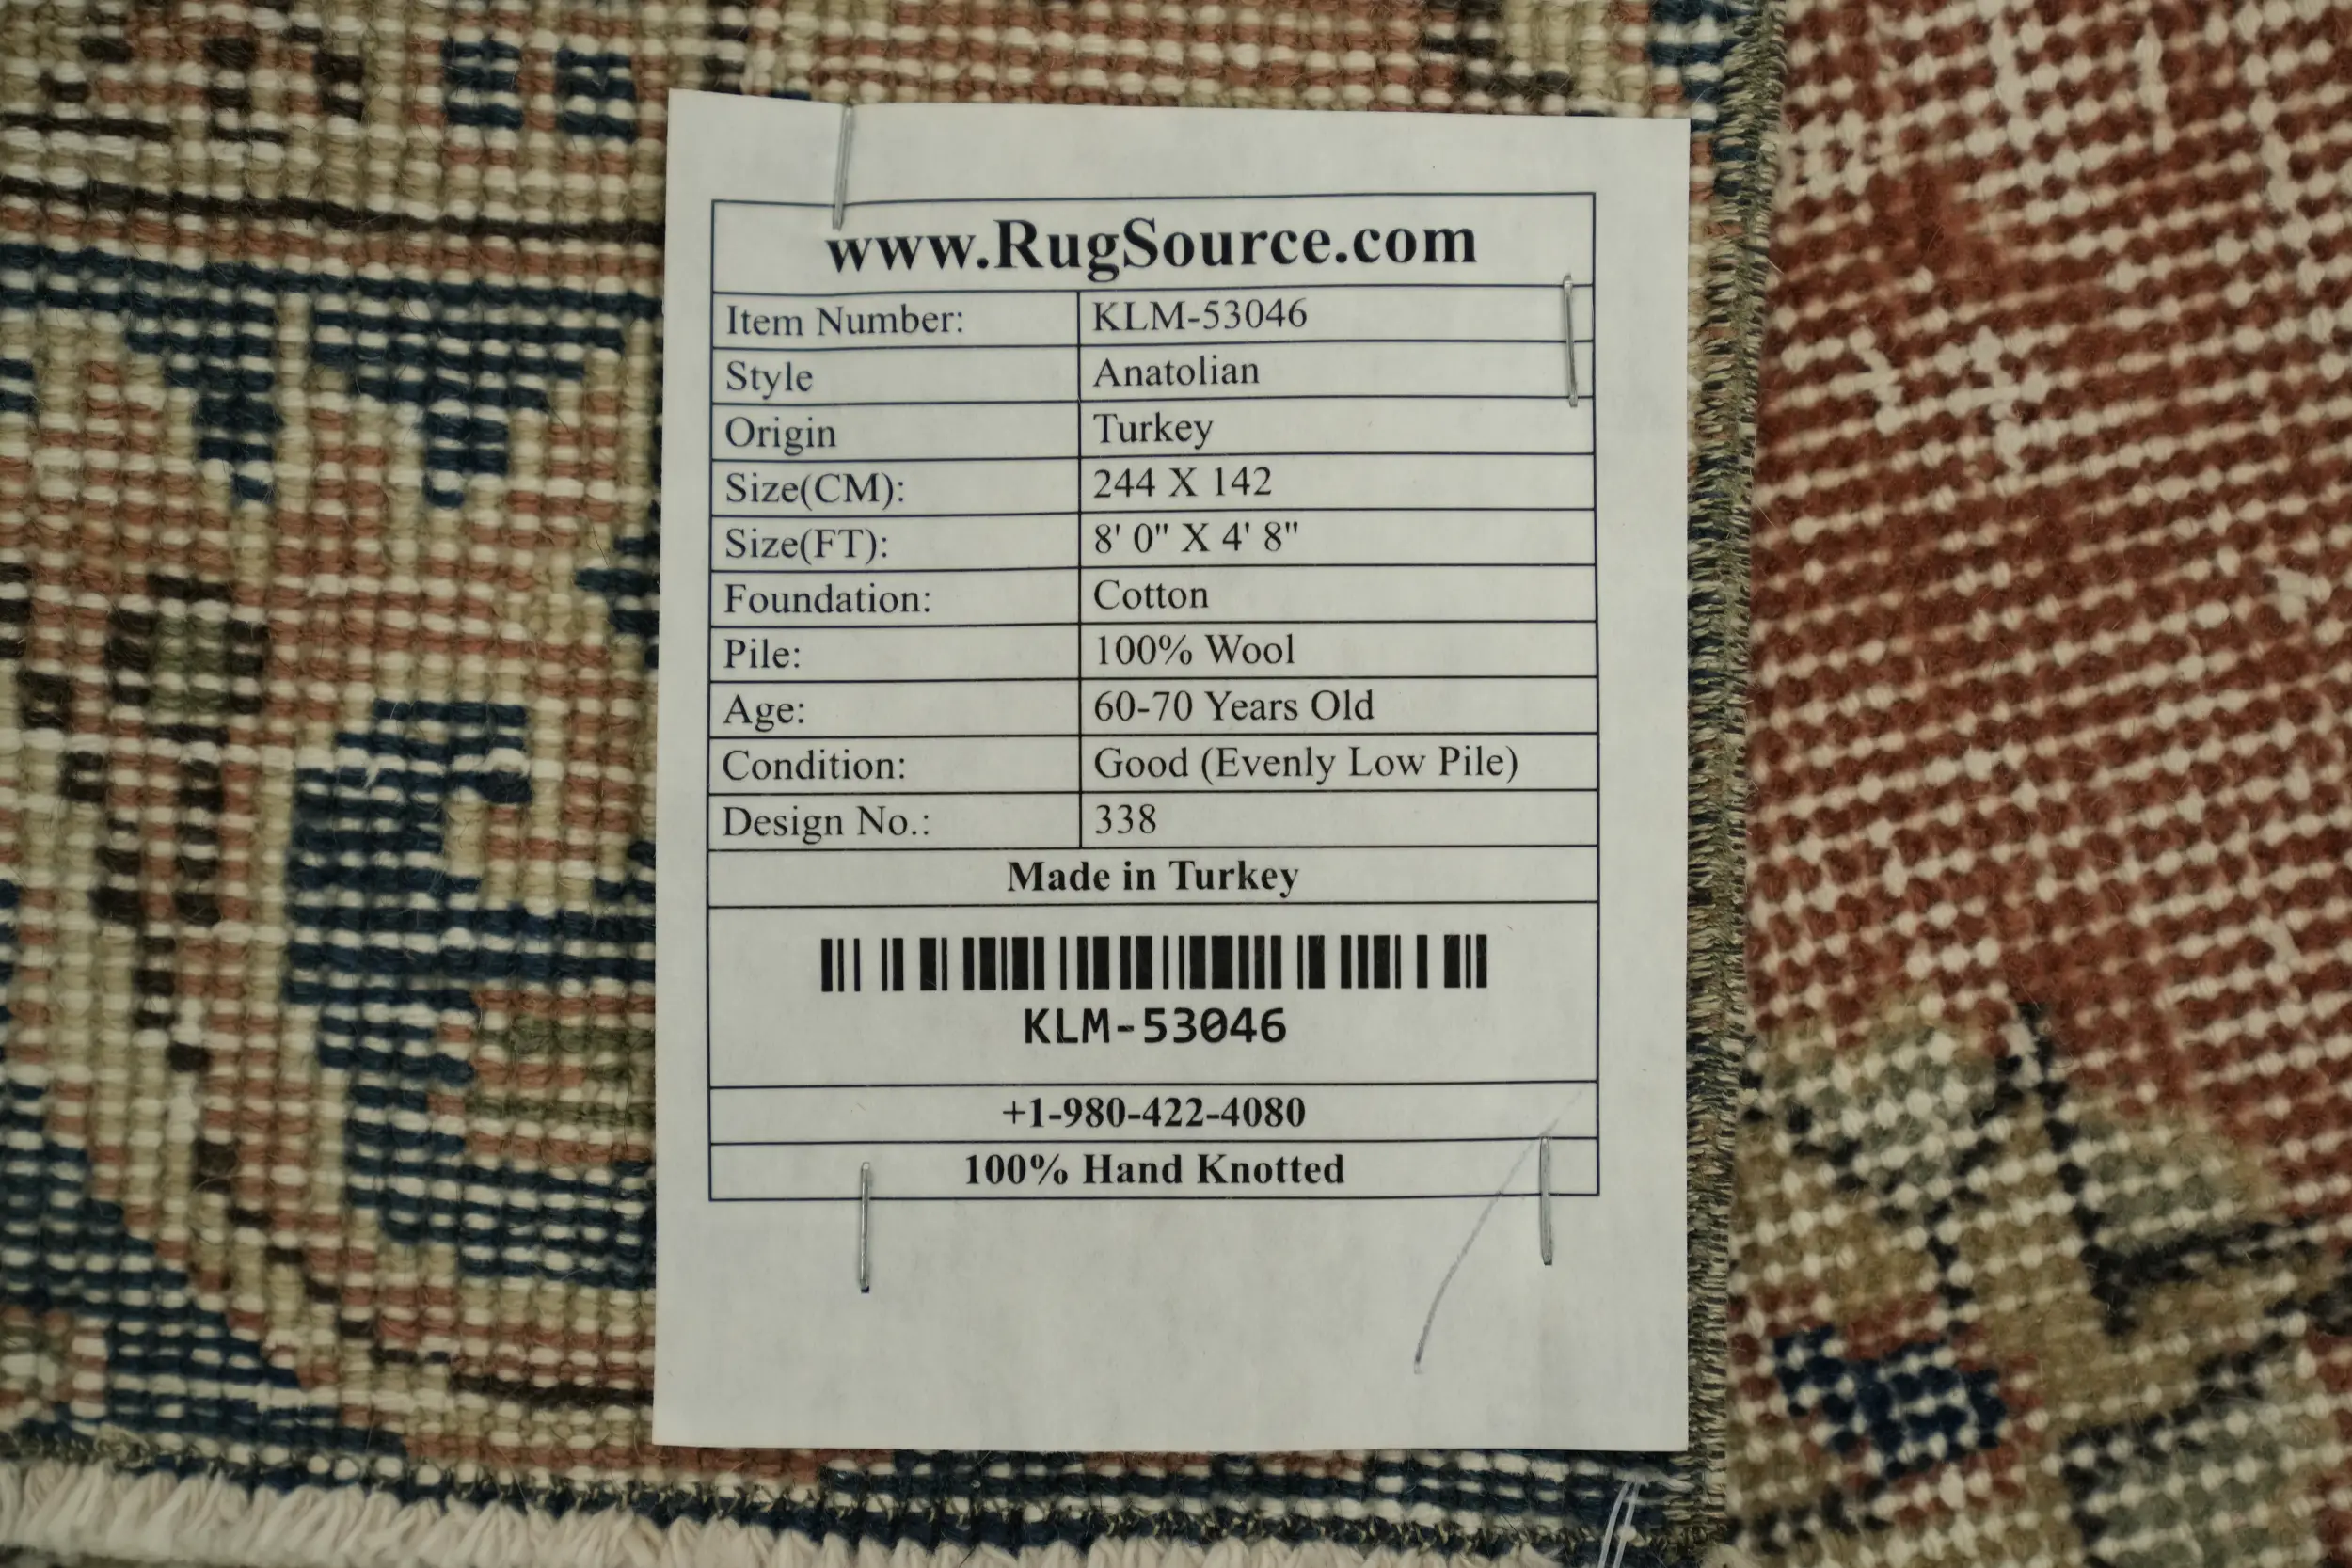 www.RugSource.com
Item Number: KLM-53046
Style Anatolian
Origin Turkey
Size(CM): 244 X 142
Size(FT): 8' 0" X 4' 8"
Foundation: Cotton
Pile: 100% Wool
Age: 60-70 Years Old
Condition: Good (Evenly Low Pile)
Design No.: 338
Made in Turkey
KLM-53046
+1-980-422-4080
100% Hand Knotted